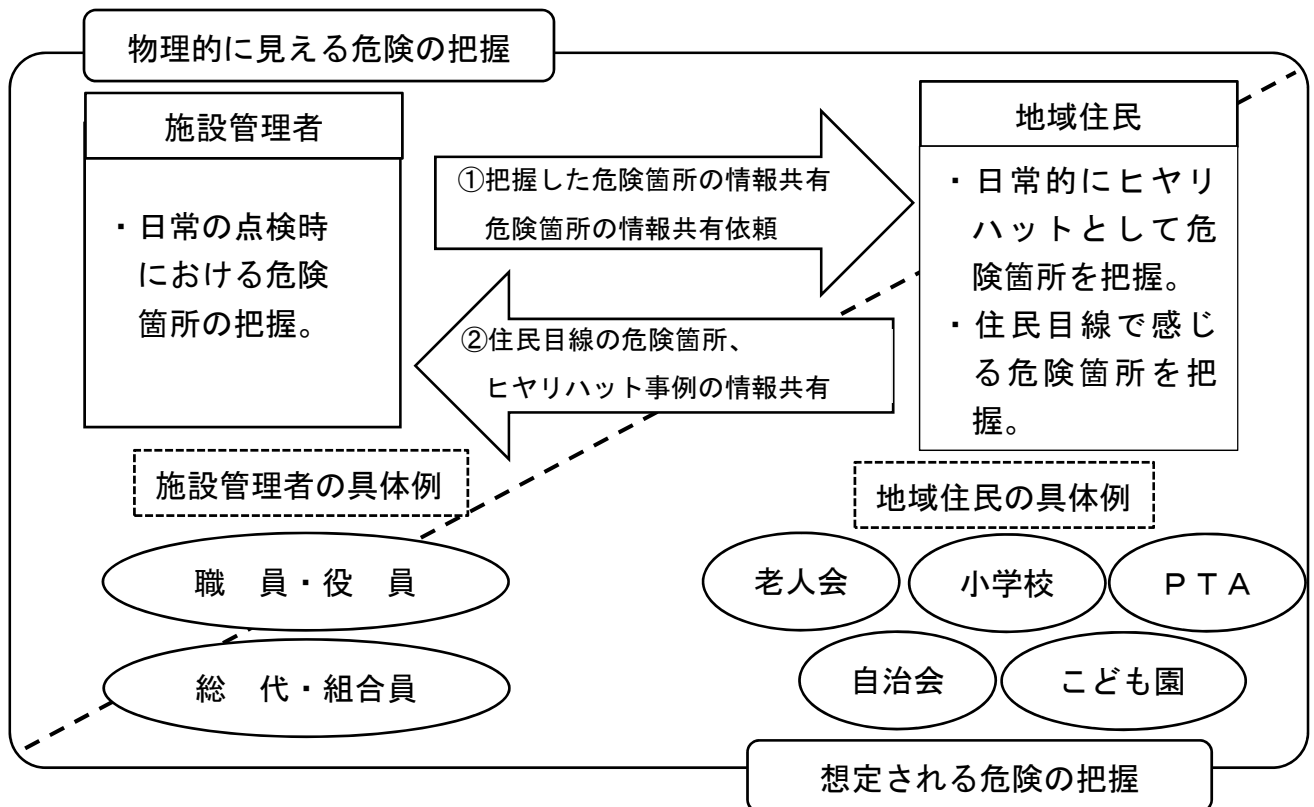 物理的に見える危険の把握
施設管理者
・日常の点検時
における危険
箇所の把握。
①把握した危険箇所の情報共有
危険箇所の情報共有依頼
②住民目線の危険箇所、
ヒヤリハット事例の情報共有
地域住民
・日常的にヒヤリ
ハットとして危
険箇所を把握。
・住民目線で感じ
る危険箇所を把
握。
施設管理者の具体例
職　員・役　員
総　代・組合員
地域住民の具体例
老人会
小学校
ＰＴＡ
自治会
こども園
想定される危険の把握